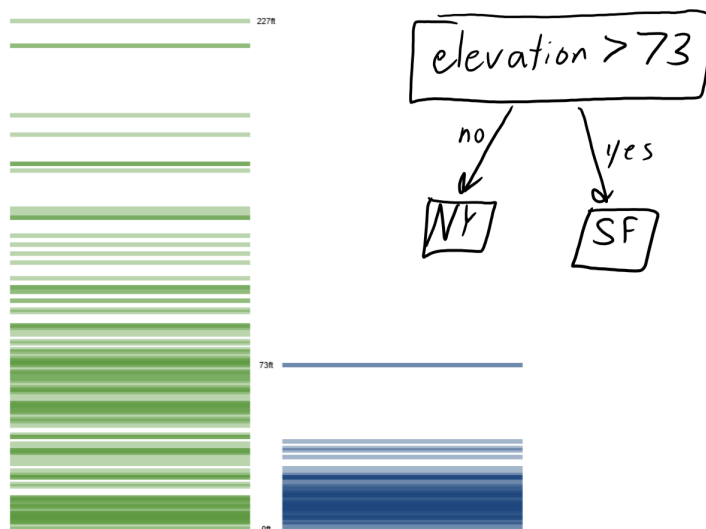 227ft
elevation > 73
no
yes
NY
SF
73ft
0ft